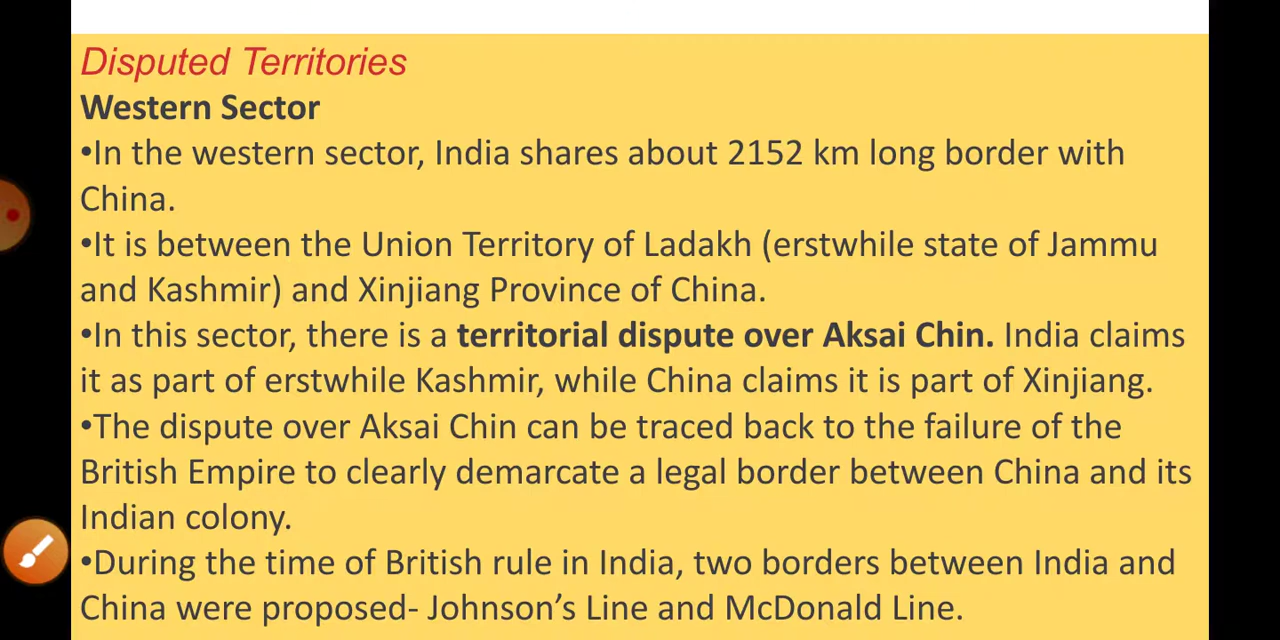 Disputed Territories
Western Sector
•In the western sector, India shares about 2152 km long border with
China.
•It is between the Union Territory of Ladakh (erstwhile state of Jammu
and Kashmir) and Xinjiang Province of China.
•In this sector, there is a territorial dispute over Aksai Chin. India claims
it as part of erstwhile Kashmir, while China claims it is part of Xinjiang.
•The dispute over Aksai Chin can be traced back to the failure of the
British Empire to clearly demarcate a legal border between China and its
Indian colony.
•During the time of British rule in India, two borders between India and
China were proposed- Johnson’s Line and McDonald Line.